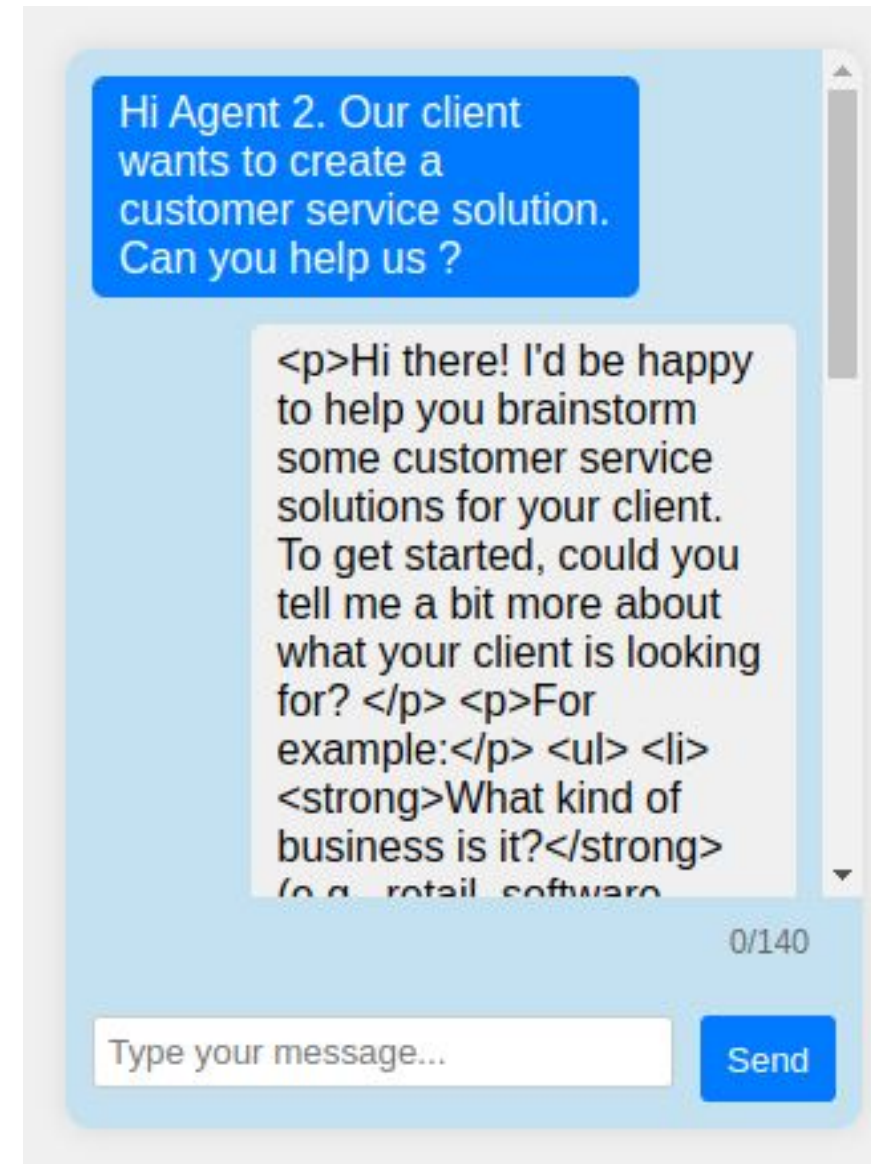 Hi Agent 2. Our client
wants to create a
customer service solution.
Can you help us ?
<p>Hi there! I'd be happy
to help you brainstorm
some customer service
solutions for your client.
To get started, could you
tell me a bit more about
what your client is looking
for? </p> <p>For
example:</p> <ul> <li>
<strong>What kind of
business is it?</strong>
(e.g., retail, software,
0/140
Type your message...
Send